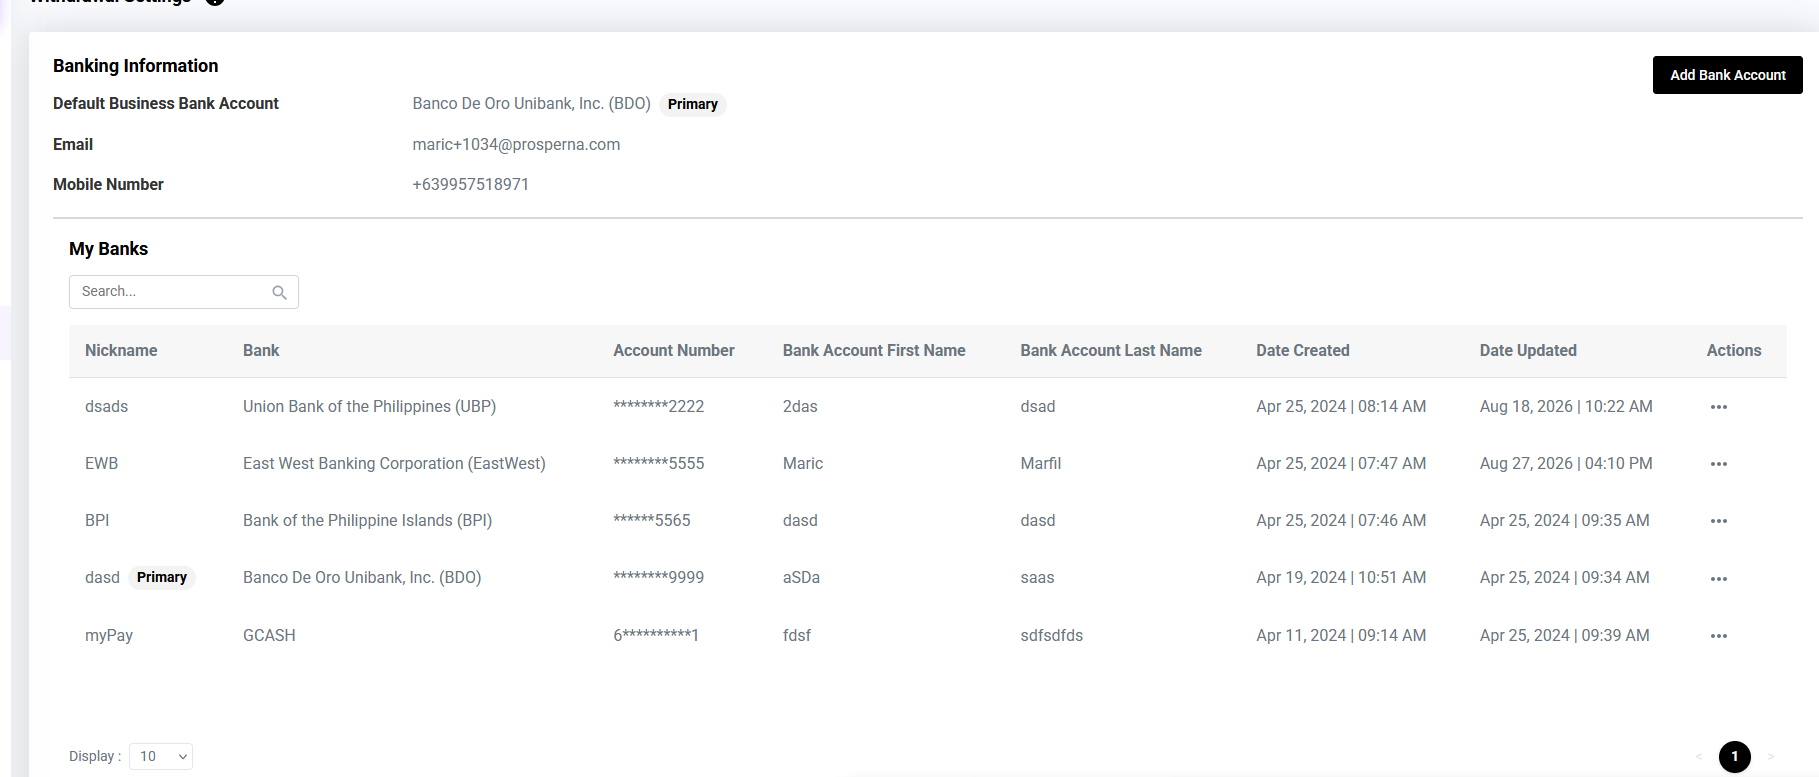 Withdrawal Settings
Banking Information
Add Bank Account
Default Business Bank Account Banco De Oro Unibank, Inc. (BDO) Primary
Email maric+1034@prosperna.com
Mobile Number +639957518971
My Banks
Search...
Nickname Bank Account Number Bank Account First Name Bank Account Last Name Date Created Date Updated Actions
dsads Union Bank of the Philippines (UBP) ********2222 2das dsad Apr 25, 2024 | 08:14 AM Aug 18, 2026 | 10:22 AM •••
EWB East West Banking Corporation (EastWest) ********5555 Maric Marfil Apr 25, 2024 | 07:47 AM Aug 27, 2026 | 04:10 PM •••
BPI Bank of the Philippine Islands (BPI) ******5565 dasd dasd Apr 25, 2024 | 07:46 AM Apr 25, 2024 | 09:35 AM •••
dasd Primary Banco De Oro Unibank, Inc. (BDO) ********9999 aSDa saas Apr 19, 2024 | 10:51 AM Apr 25, 2024 | 09:34 AM •••
myPay GCASH 6**********1 fdsf sdfsdfds Apr 11, 2024 | 09:14 AM Apr 25, 2024 | 09:39 AM •••
Display : 10 < 1 >